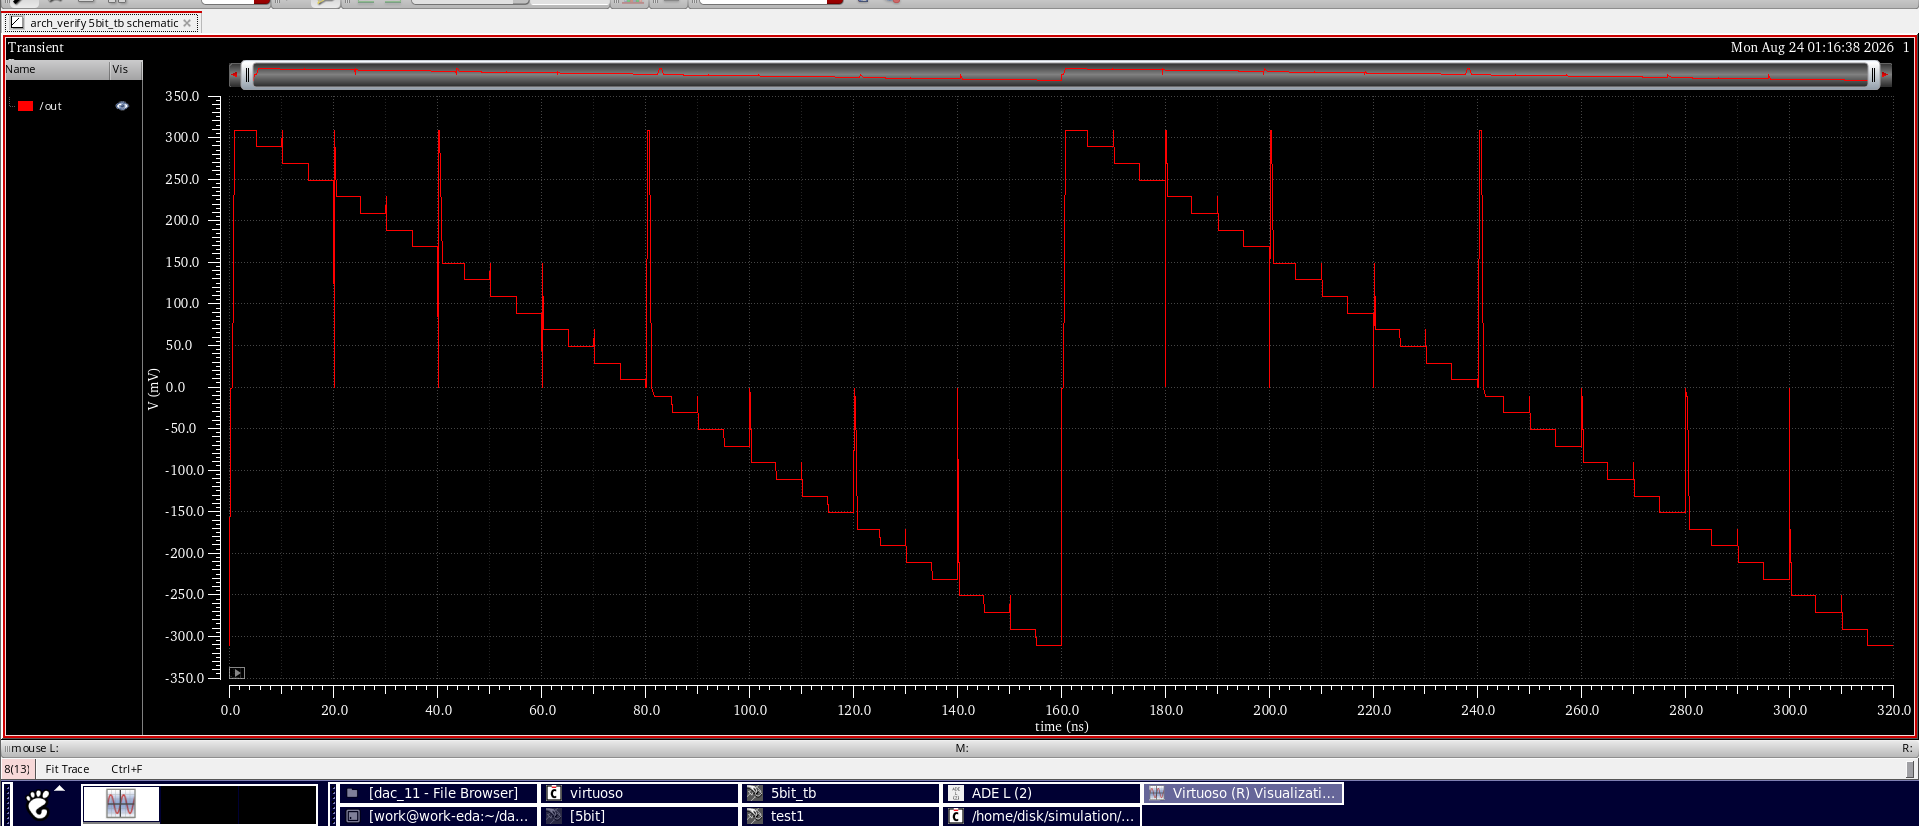 arch_verify 5bit_tb schematic
Transient
Mon Aug 24 01:16:38 2026 1
Name Vis
/out
350.0
300.0
250.0
200.0
150.0
100.0
50.0
0.0
-50.0
-100.0
-150.0
-200.0
-250.0
-300.0
-350.0
V (mV)
0.0 20.0 40.0 60.0 80.0 100.0 120.0 140.0 160.0 180.0 200.0 220.0 240.0 260.0 280.0 300.0 320.0
time (ns)
mouse L: M: R:
8(13) Fit Trace Ctrl+F
[dac_11 - File Browser] virtuoso 5bit_tb ADE L (2) Virtuoso (R) Visualizati...
[work@work-eda:~/da... [5bit] test1 /home/disk/simulation/...